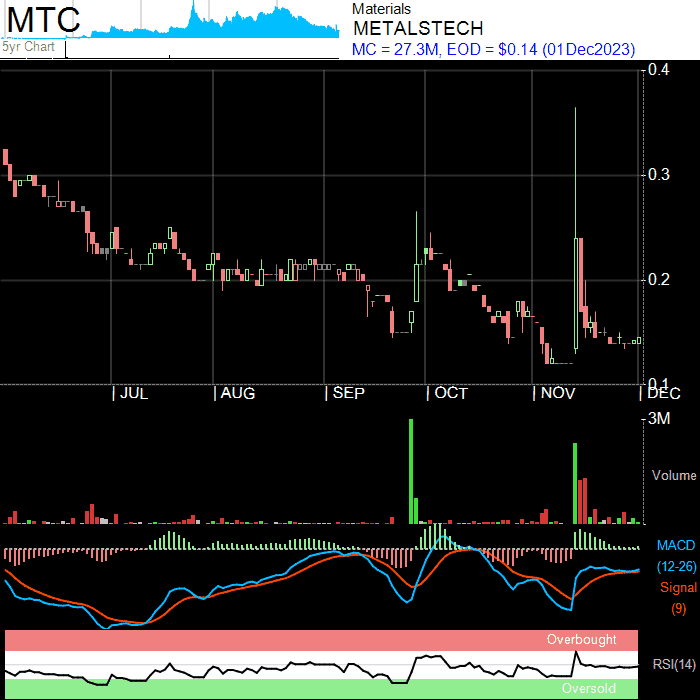 MTC
Materials
METALSTECH
MC = 27.3M, EOD = $0.14 (01Dec2023)
5yr Chart
0.4
0.3
0.2
0.1
JUL
AUG
SEP
OCT
NOV
DEC
3M
Volume
MACD
(12-26)
Signal
(9)
Overbought
RSI(14)
Oversold